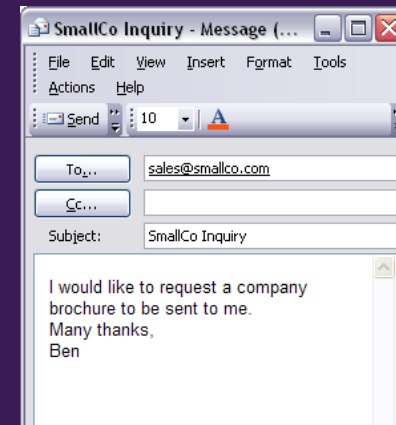 SmallCo Inquiry - Message (...
File Edit View Insert Format Tools
Actions Help
Send 10 A
To... sales@smallco.com
Cc...
Subject: SmallCo Inquiry
I would like to request a company
brochure to be sent to me.
Many thanks,
Ben